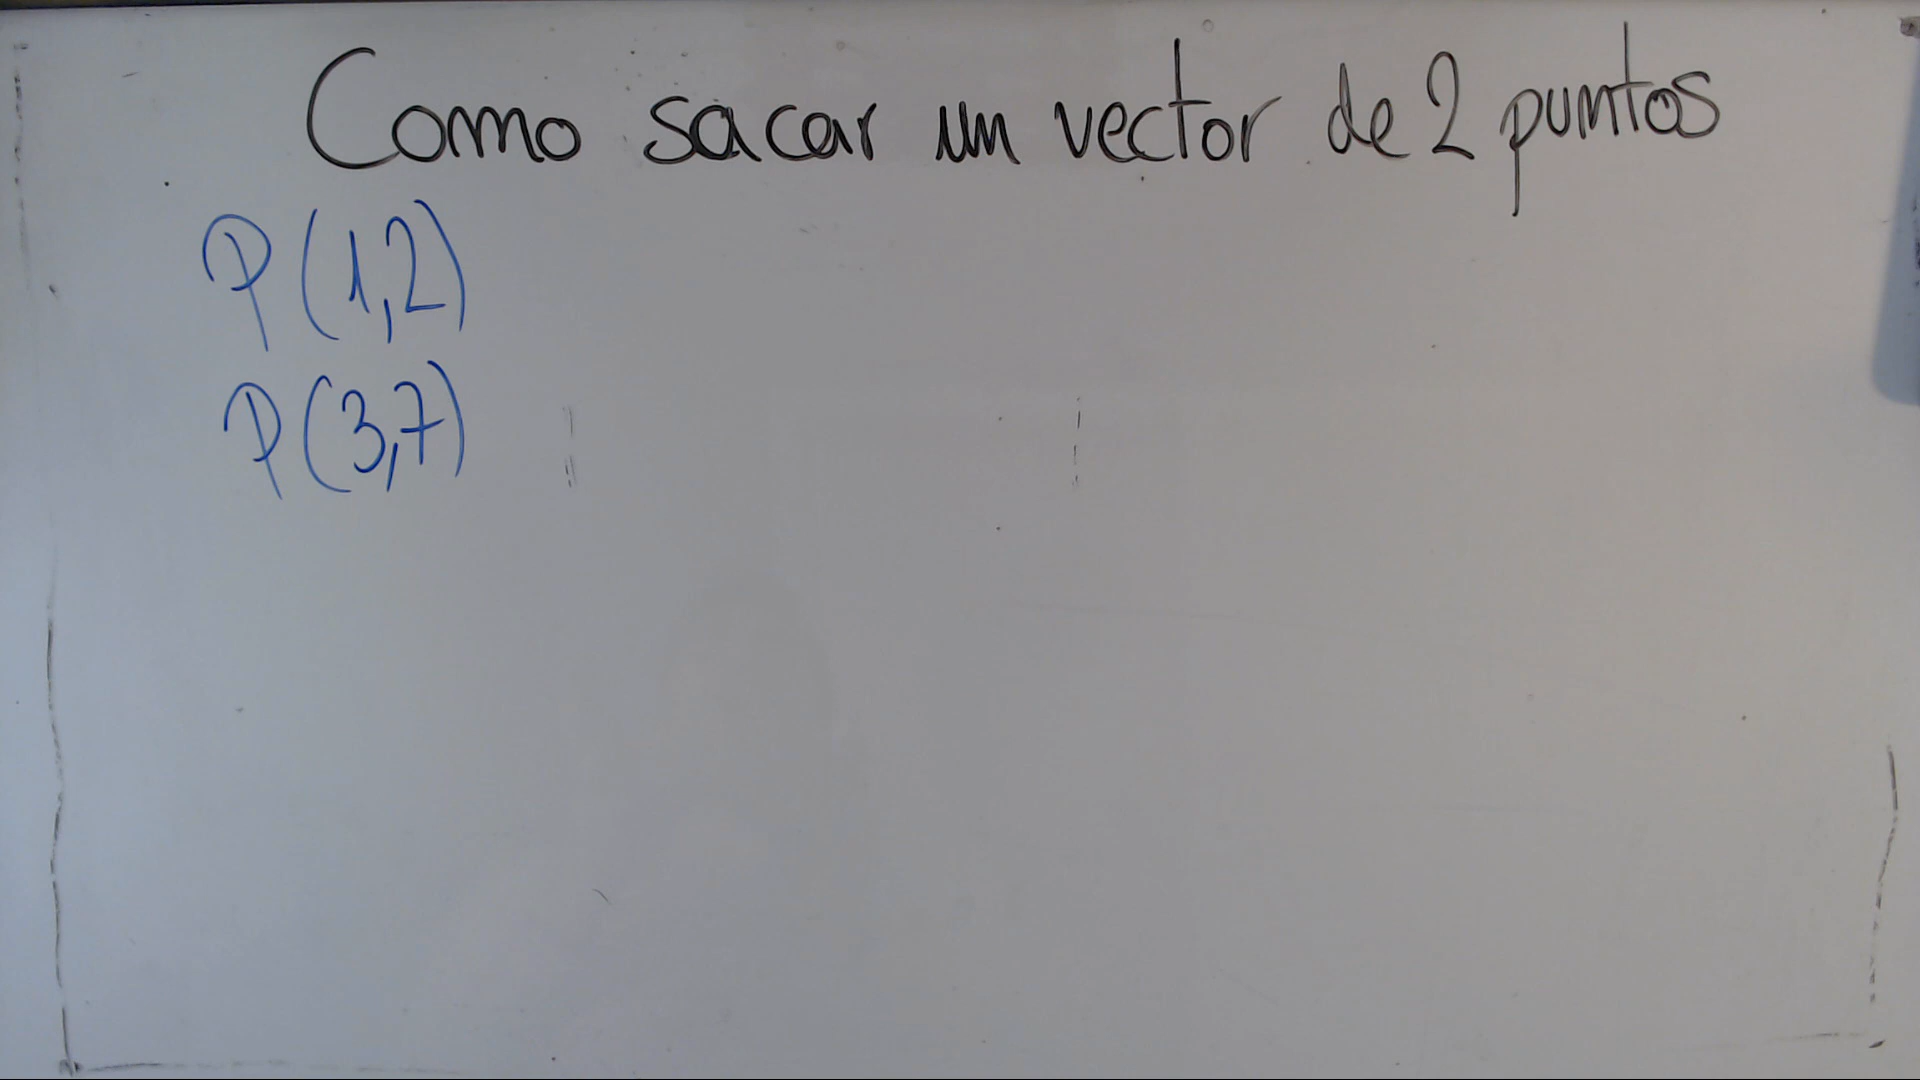 Como sacar un vector de 2 puntos
P(1,2)
P(3,7)